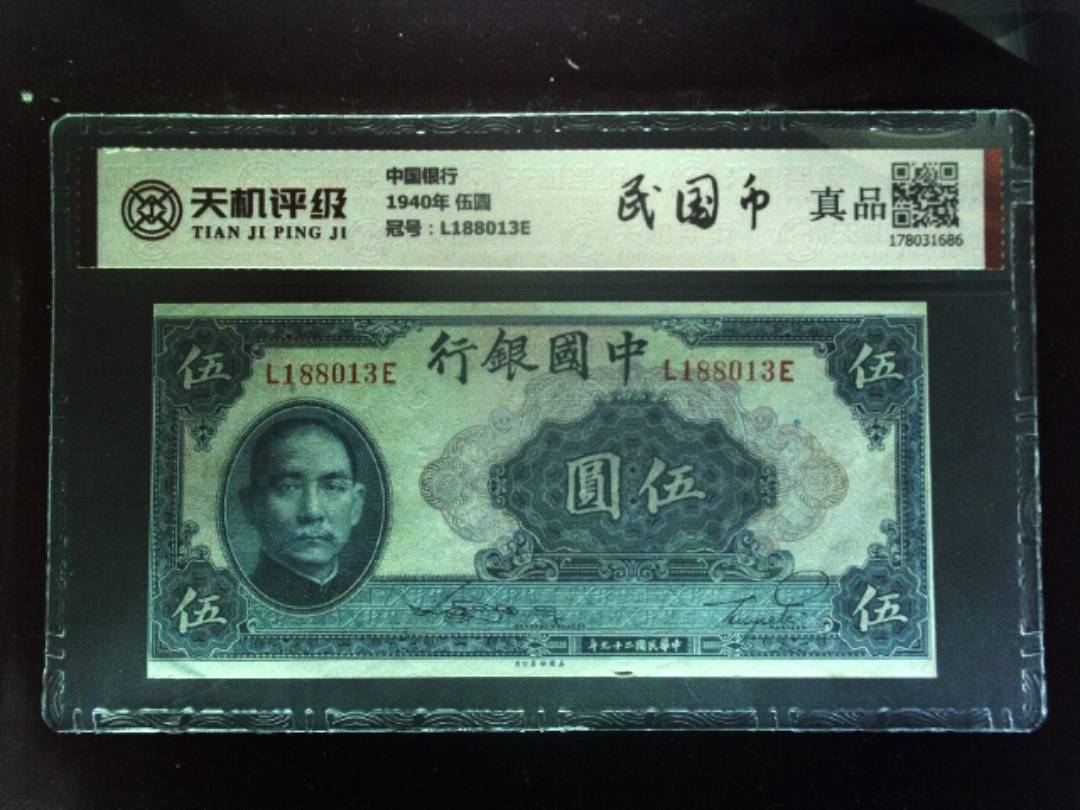 天机评级
TIAN JI PING JI
中国银行
1940年 伍圆
冠号：L188013E
民国币
真品
178031686
行銀國中
伍
L188013E
L188013E
伍
圓伍
伍
伍
年九十二國民華中